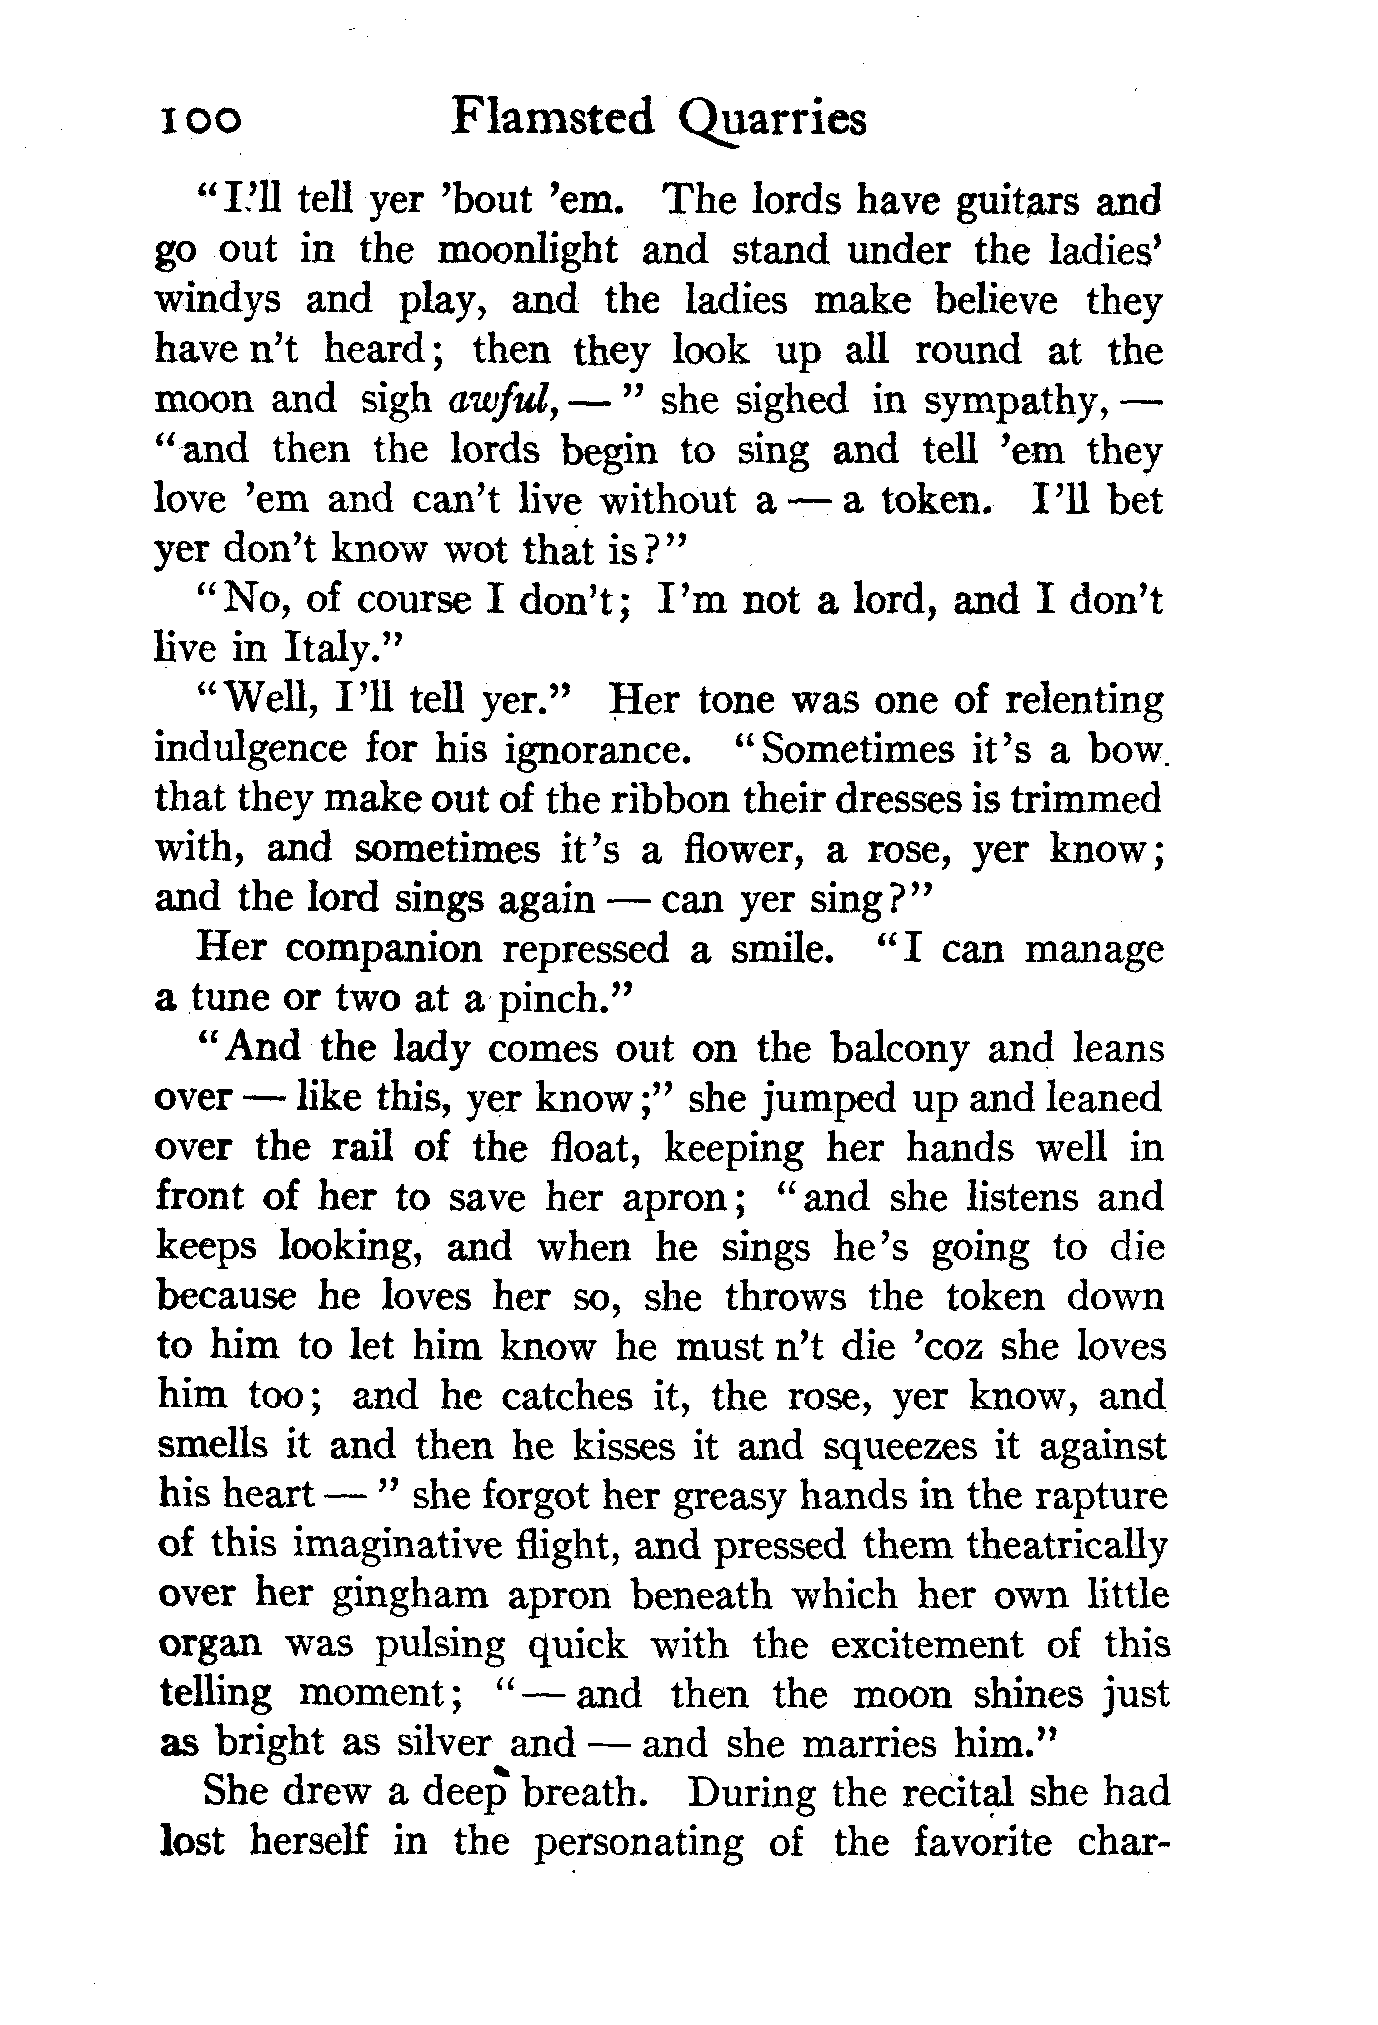 100 Flamsted Quarries
"I'll tell yer 'bout 'em. The lords have guitars and
go out in the moonlight and stand under the ladies'
windys and play, and the ladies make believe they
have n't heard; then they look up all round at the
moon and sigh awful, — " she sighed in sympathy, —
"and then the lords begin to sing and tell 'em they
love 'em and can't live without a — a token. I'll bet
yer don't know wot that is?"
"No, of course I don't; I'm not a lord, and I don't
live in Italy."
"Well, I'll tell yer." Her tone was one of relenting
indulgence for his ignorance. "Sometimes it's a bow
that they make out of the ribbon their dresses is trimmed
with, and sometimes it's a flower, a rose, yer know;
and the lord sings again — can yer sing?"
Her companion repressed a smile. "I can manage
a tune or two at a pinch."
"And the lady comes out on the balcony and leans
over — like this, yer know;" she jumped up and leaned
over the rail of the float, keeping her hands well in
front of her to save her apron; "and she listens and
keeps looking, and when he sings he's going to die
because he loves her so, she throws the token down
to him to let him know he must n't die 'coz she loves
him too; and he catches it, the rose, yer know, and
smells it and then he kisses it and squeezes it against
his heart — " she forgot her greasy hands in the rapture
of this imaginative flight, and pressed them theatrically
over her gingham apron beneath which her own little
organ was pulsing quick with the excitement of this
telling moment; "— and then the moon shines just
as bright as silver and — and she marries him."
She drew a deep breath. During the recital she had
lost herself in the personating of the favorite char-